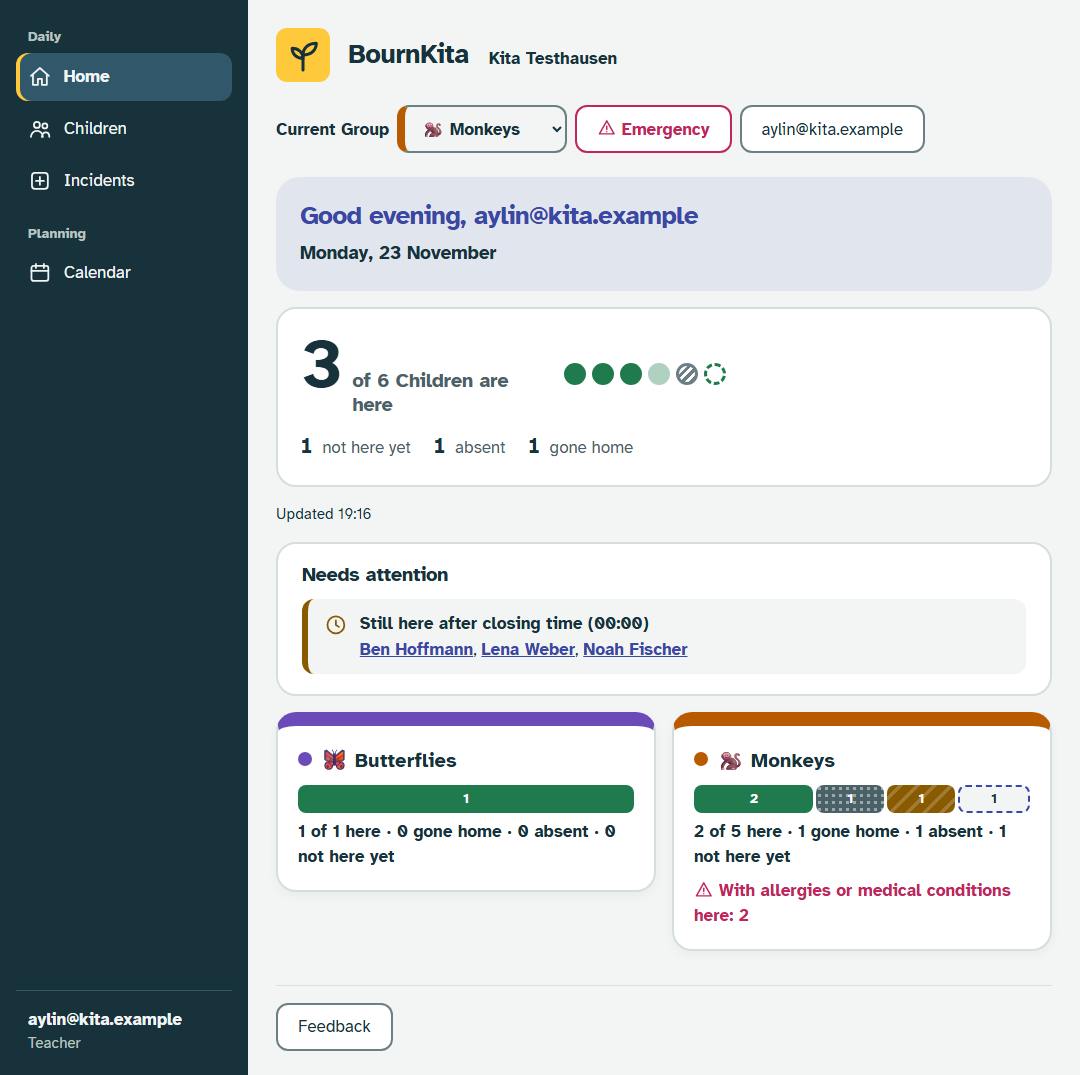 Daily
Home
Children
Incidents
Planning
Calendar
aylin@kita.example
Teacher
BournKita
Kita Testhausen
Current Group
Monkeys
Emergency
aylin@kita.example
Good evening, aylin@kita.example
Monday, 23 November
3 of 6 Children are
here
1 not here yet 1 absent 1 gone home
Updated 19:16
Needs attention
Still here after closing time (00:00)
Ben Hoffmann, Lena Weber, Noah Fischer
Butterflies
1
1 of 1 here · 0 gone home · 0 absent · 0
not here yet
Monkeys
2 1 1 1
2 of 5 here · 1 gone home · 1 absent · 1
not here yet
With allergies or medical conditions
here: 2
Feedback